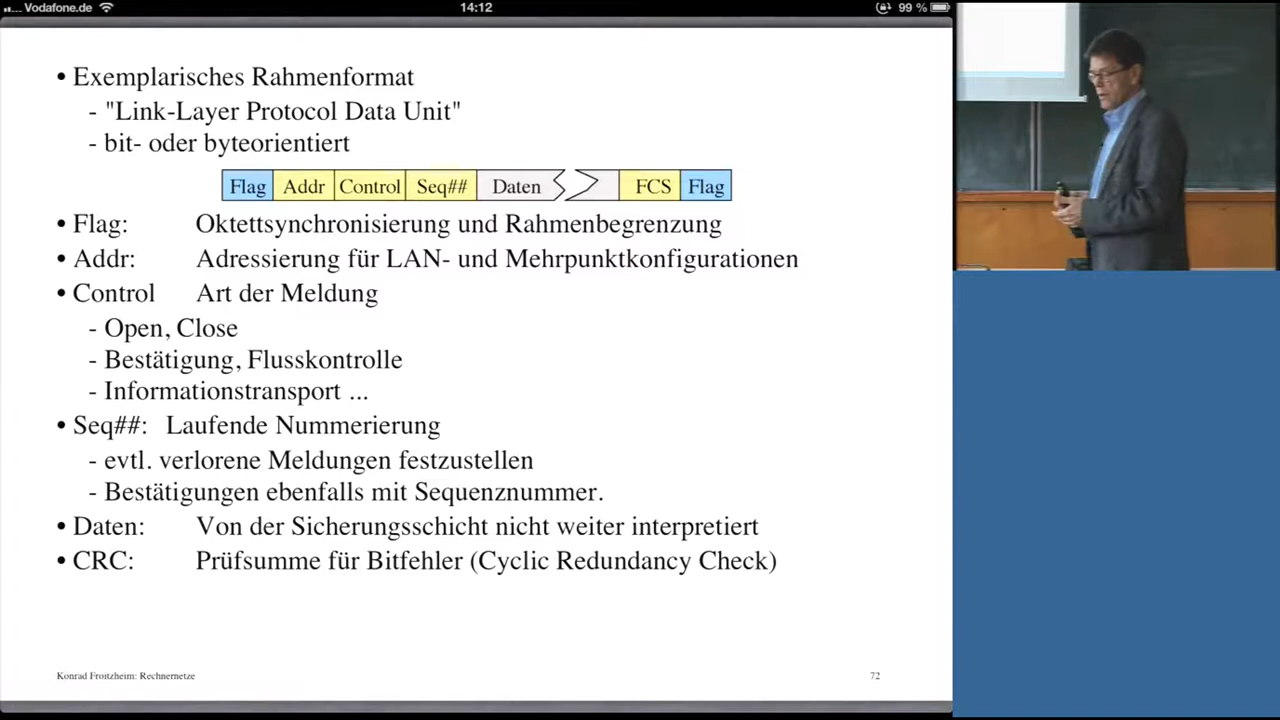 Vodafone.de
14:12
99 %
• Exemplarisches Rahmenformat
- "Link-Layer Protocol Data Unit"
- bit- oder byteorientiert
Flag Addr Control Seq## Daten FCS Flag
• Flag: Oktettsynchronisierung und Rahmenbegrenzung
• Addr: Adressierung für LAN- und Mehrpunktkonfigurationen
• Control Art der Meldung
- Open, Close
- Bestätigung, Flusskontrolle
- Informationstransport ...
• Seq##: Laufende Nummerierung
- evtl. verlorene Meldungen festzustellen
- Bestätigungen ebenfalls mit Sequenznummer.
• Daten: Von der Sicherungsschicht nicht weiter interpretiert
• CRC: Prüfsumme für Bitfehler (Cyclic Redundancy Check)
Konrad Froitzheim: Rechnernetze
72